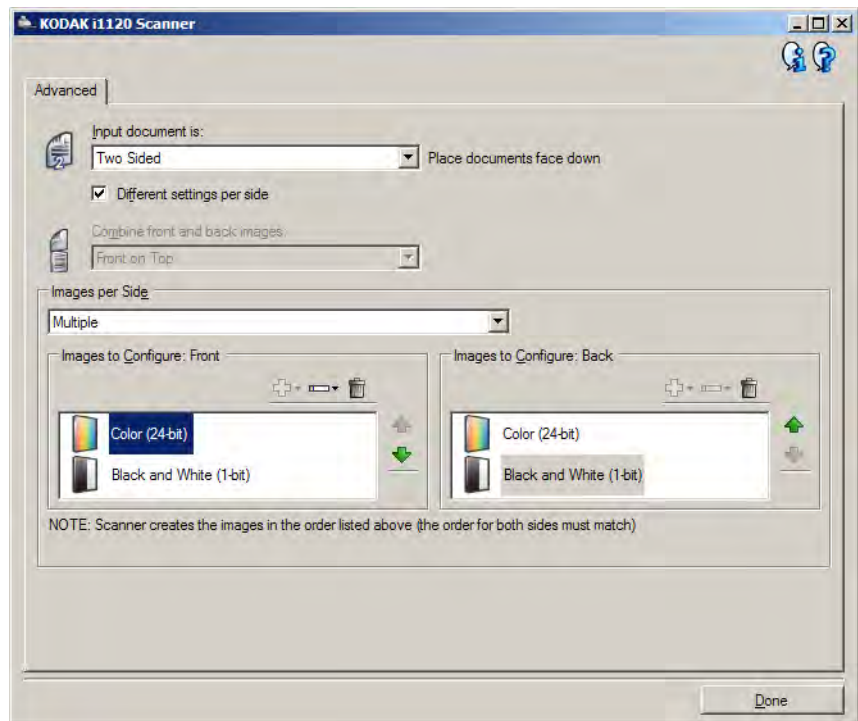 KODAK i1120 Scanner
Advanced
Input document is:
Two Sided
Place documents face down
Different settings per side
Combine front and back images
Front on Top
Images per Side
Multiple
Images to Configure: Front
Color (24-bit)
Black and White (1-bit)
Images to Configure: Back
Color (24-bit)
Black and White (1-bit)
NOTE: Scanner creates the images in the order listed above (the order for both sides must match)
Done